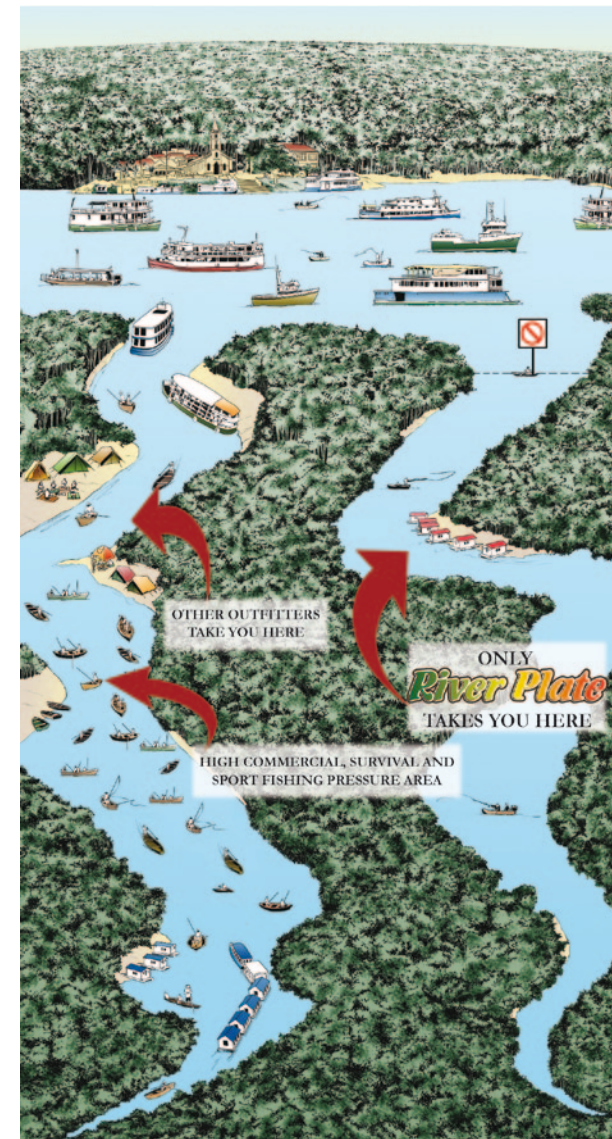 OTHER OUTFITTERS
TAKE YOU HERE
ONLY
River Plate
TAKES YOU HERE
HIGH COMMERCIAL, SURVIVAL AND
SPORT FISHING PRESSURE AREA